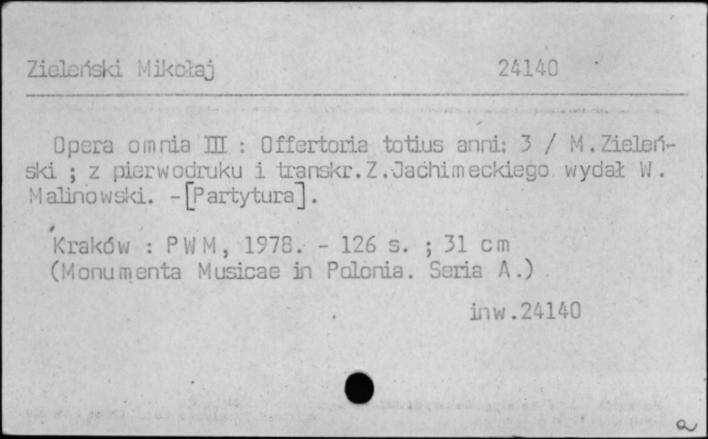 Zieleński Mikołaj 24140
Opera omnia III : Offertoria totius anni: 3 / M.Zieleń-
ski ; z pierwodruku i transkr.Z.Jachimeckiego wydał W.
Malinowski. -[Partytura].
Kraków : PWM, 1978. - 126 s. ; 31 cm
(Monumenta Musicae in Polonia. Seria A.)
inw.24140
a